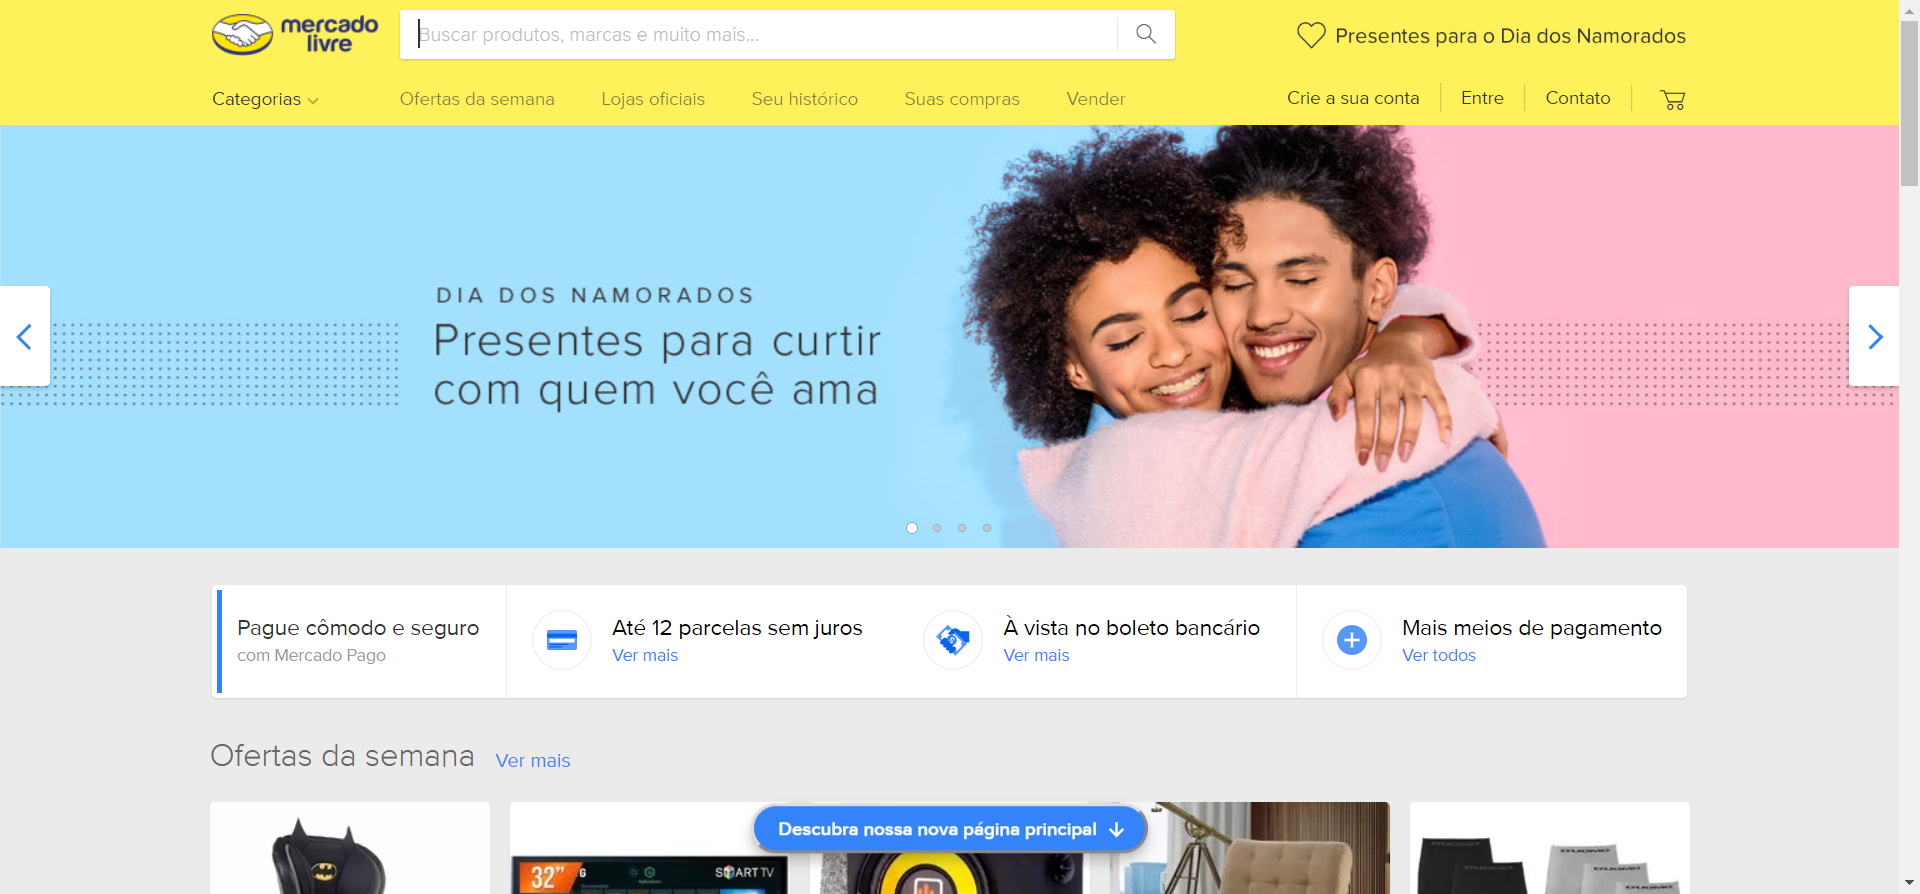 mercado
livre
Buscar produtos, marcas e muito mais...
Presentes para o Dia dos Namorados
Categorias
Ofertas da semana
Lojas oficiais
Seu histórico
Suas compras
Vender
Crie a sua conta
Entre
Contato
DIA DOS NAMORADOS
Presentes para curtir
com quem você ama
Pague cômodo e seguro
com Mercado Pago
Até 12 parcelas sem juros
Ver mais
À vista no boleto bancário
Ver mais
Mais meios de pagamento
Ver todos
Ofertas da semana
Ver mais
Descubra nossa nova página principal
32"
SMART TV